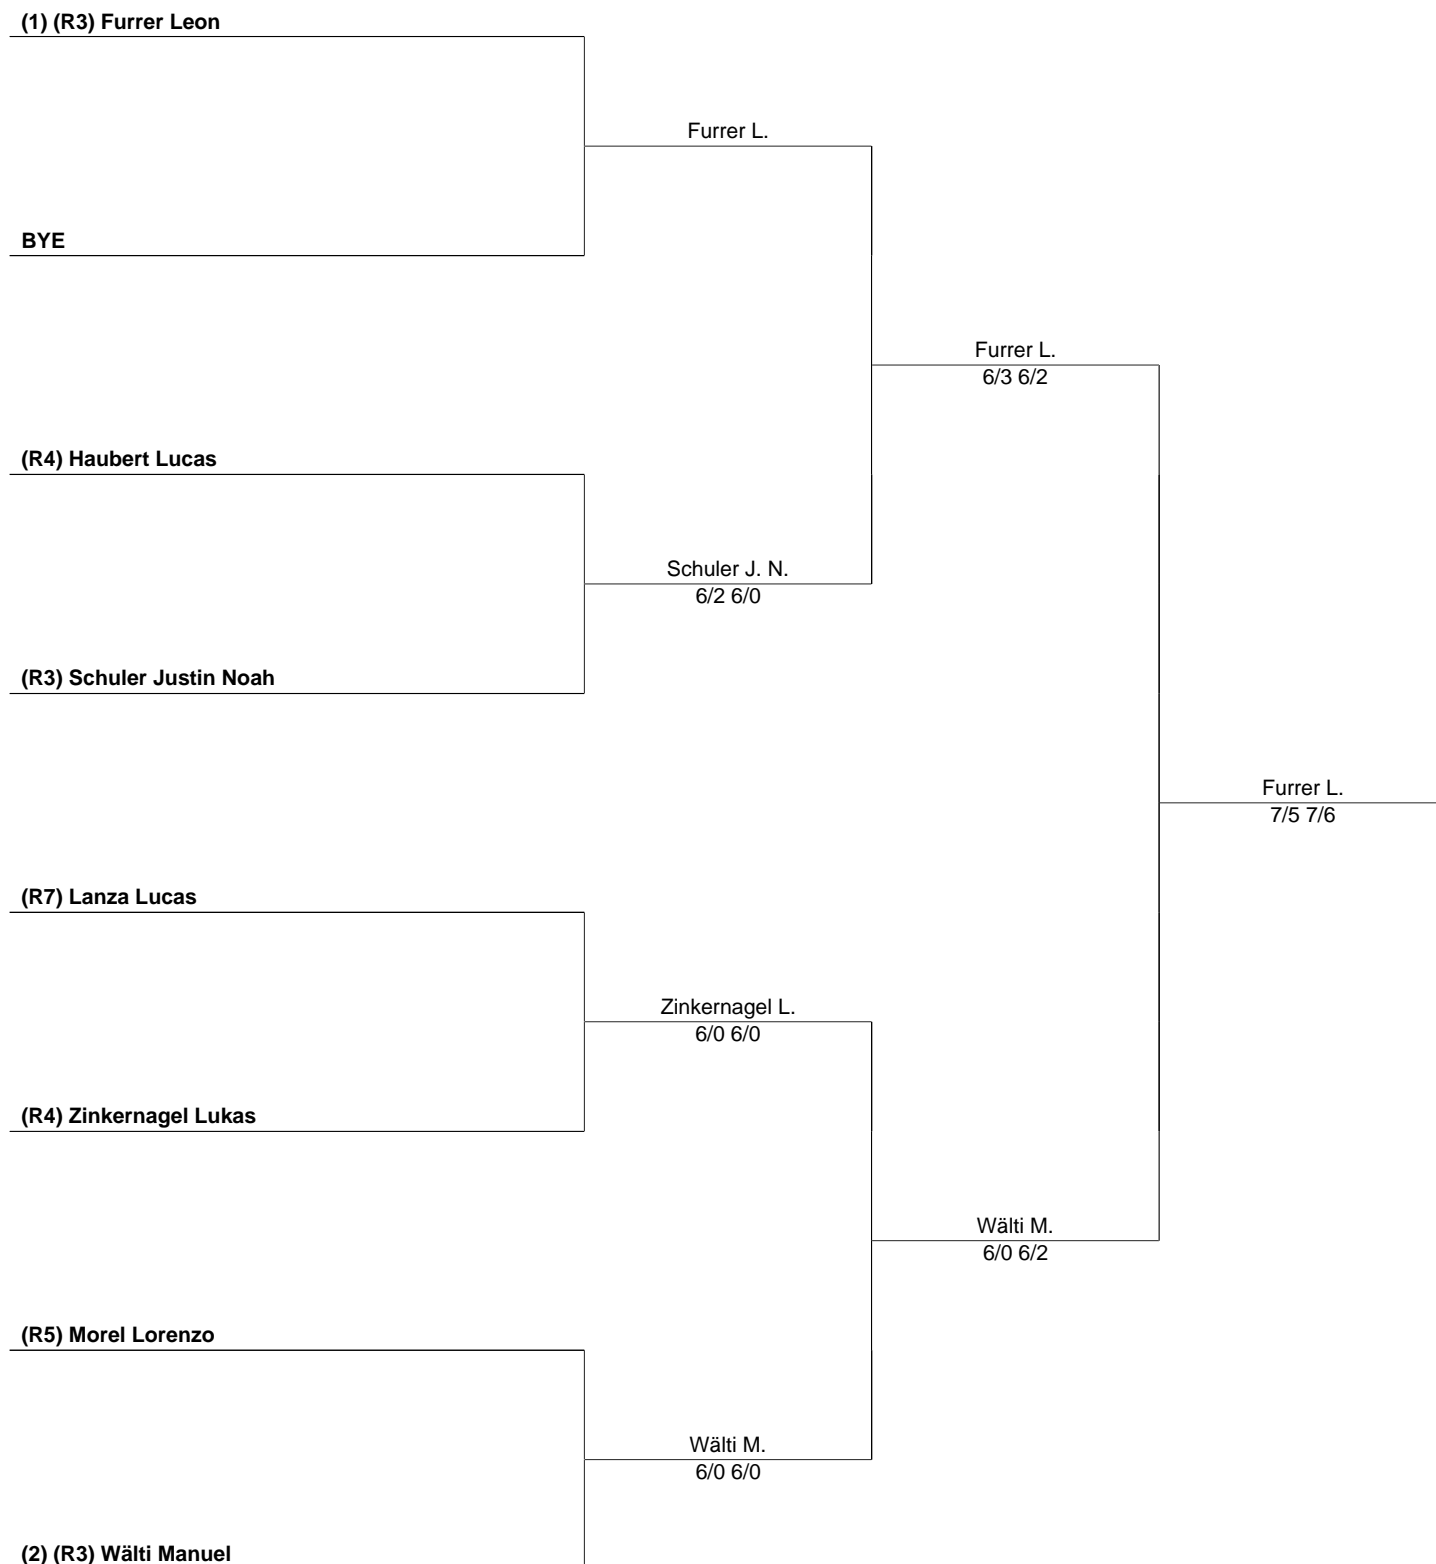 (1) (R3) Furrer Leon
Furrer L.
BYE
Furrer L.
6/3 6/2
(R4) Haubert Lucas
Schuler J. N.
6/2 6/0
(R3) Schuler Justin Noah
Furrer L.
7/5 7/6
(R7) Lanza Lucas
Zinkernagel L.
6/0 6/0
(R4) Zinkernagel Lukas
Wälti M.
6/0 6/2
(R5) Morel Lorenzo
Wälti M.
6/0 6/0
(2) (R3) Wälti Manuel